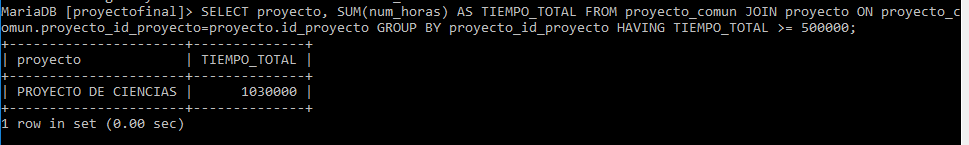 MariaDB [proyectofinal]> SELECT proyecto, SUM(num_horas) AS TIEMPO_TOTAL FROM proyecto_comun JOIN proyecto ON proyecto_c
omun.proyecto_id_proyecto=proyecto.id_proyecto GROUP BY proyecto_id_proyecto HAVING TIEMPO_TOTAL >= 500000;
+----------------------+--------------+
| proyecto             | TIEMPO_TOTAL |
+----------------------+--------------+
| PROYECTO DE CIENCIAS |      1030000 |
+----------------------+--------------+
1 row in set (0.00 sec)